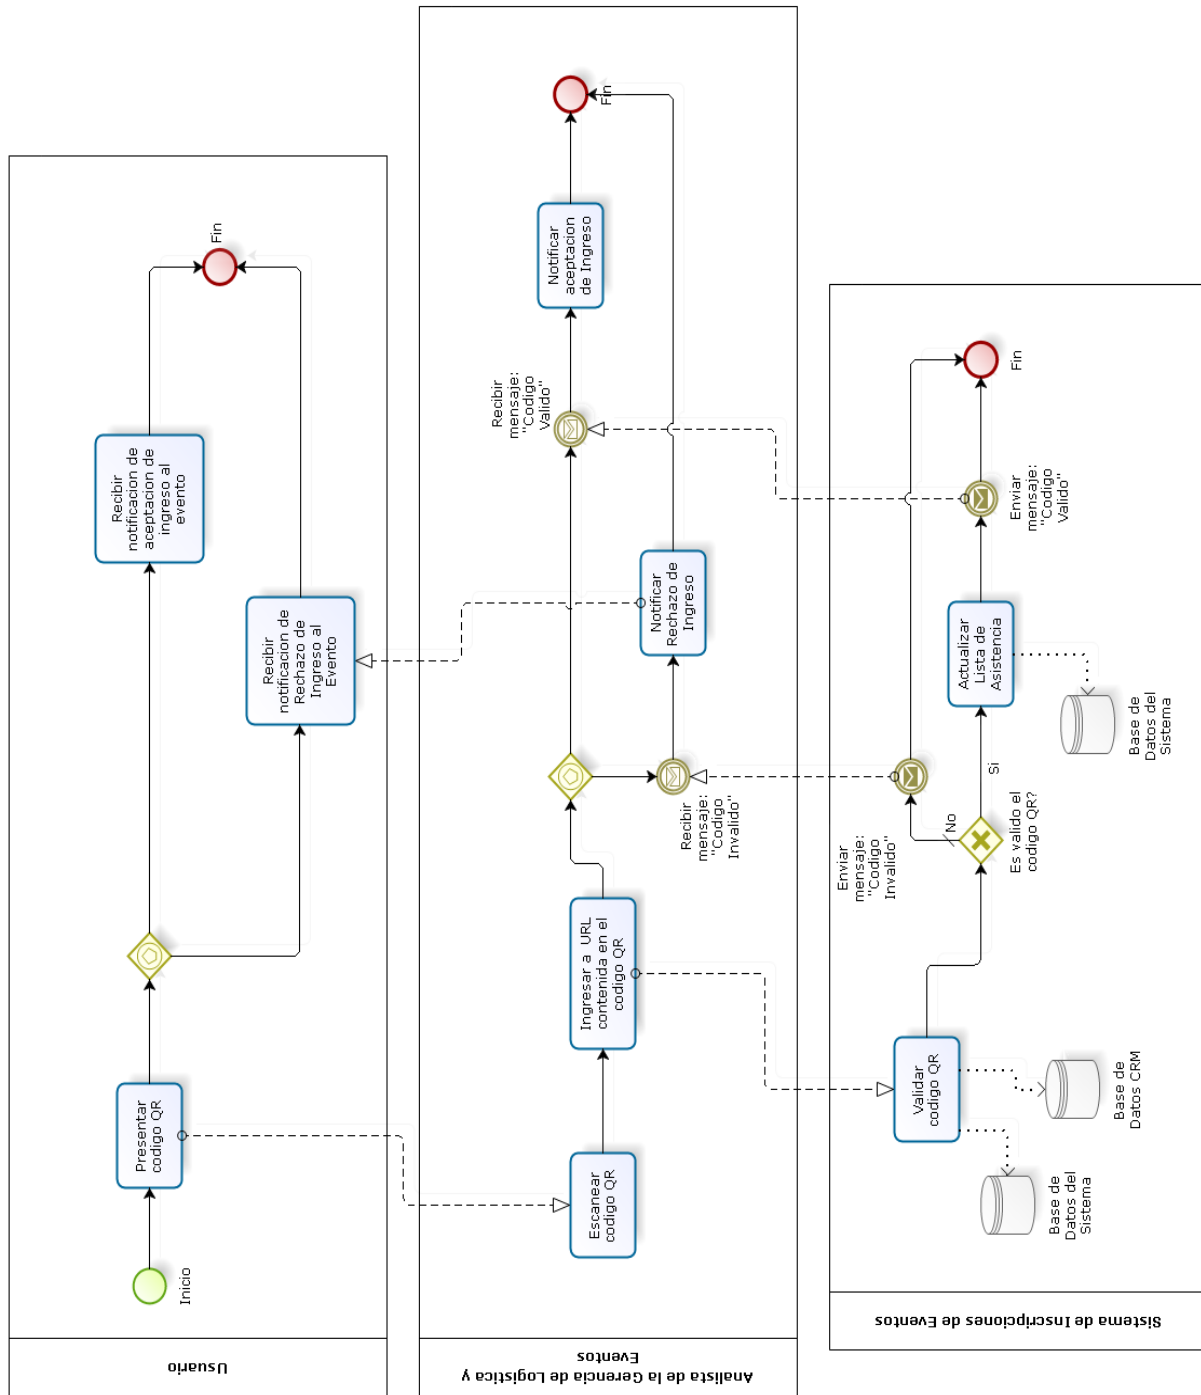 Usuario
Inicio
Presentar
codigo QR
Recibir
notificacion de
aceptacion de
ingreso al
evento
Recibir
notificacion de
Rechazo de
Ingreso al
Evento
Fin
Analista de la Gerencia de Logistica y
Eventos
Escanear
codigo QR
Ingresar a URL
contenida en el
codigo QR
Recibir
mensaje:
"Codigo
Invalido"
Notificar
Rechazo de
Ingreso
Recibir
mensaje:
"Codigo
Valido"
Notificar
aceptacion
de Ingreso
Fin
Sistema de Inscripciones de Eventos
Validar
codigo QR
Base de
Datos del
Sistema
Base de
Datos CRM
Es valido el
codigo QR?
No
Si
Enviar
mensaje:
"Codigo
Invalido"
Actualizar
Lista de
Asistencia
Base de
Datos del
Sistema
Enviar
mensaje:
"Codigo
Valido"
Fin